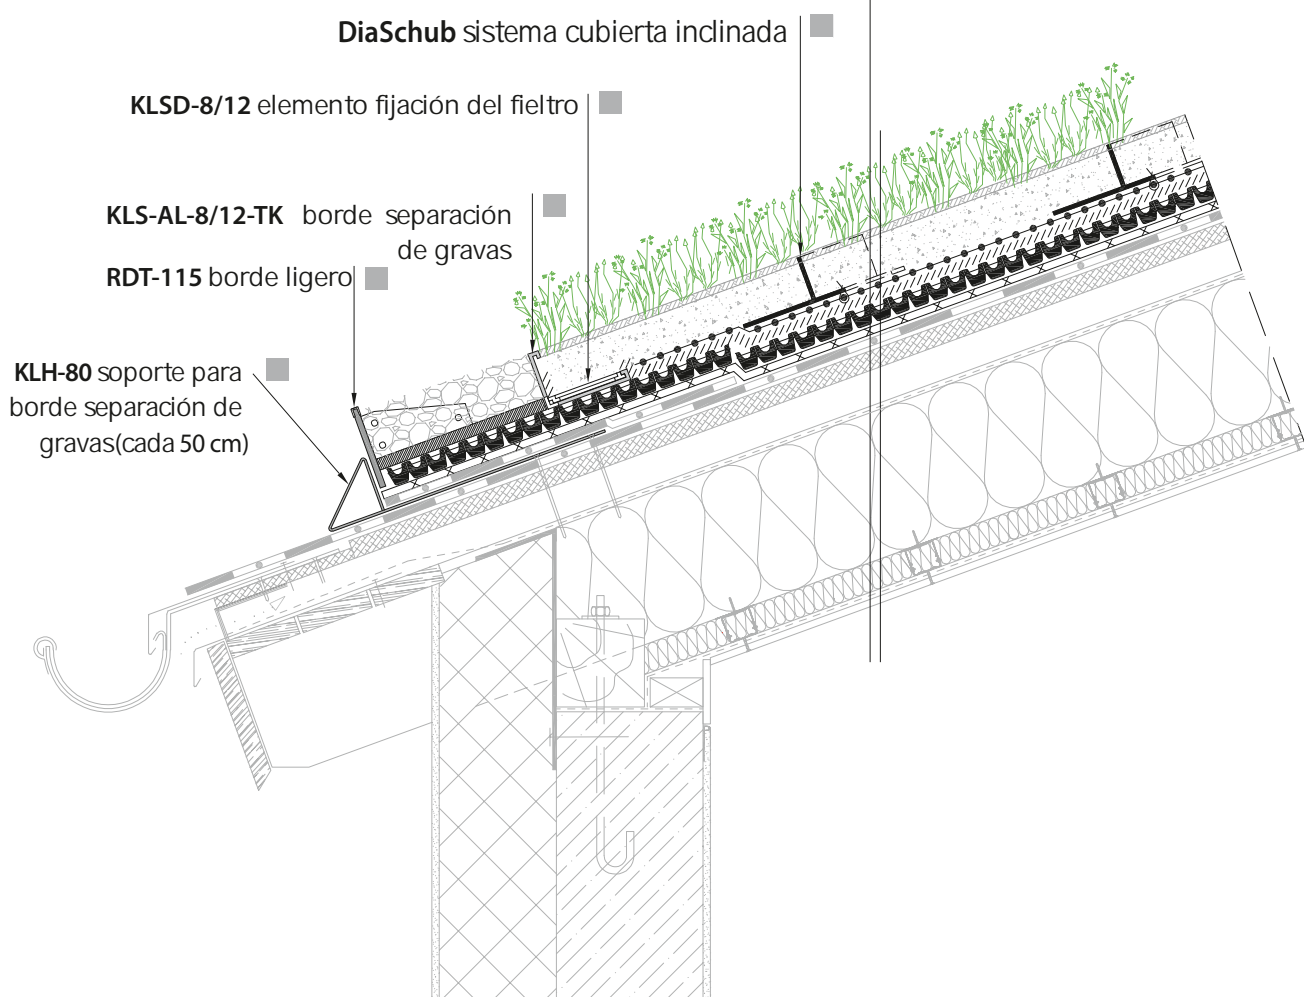 DiaSchub sistema cubierta inclinada
KLSD-8/12 elemento fijación del fieltro
KLS-AL-8/12-TK borde separación
de gravas
RDT-115 borde ligero
KLH-80 soporte para
borde separación de
gravas(cada 50 cm)